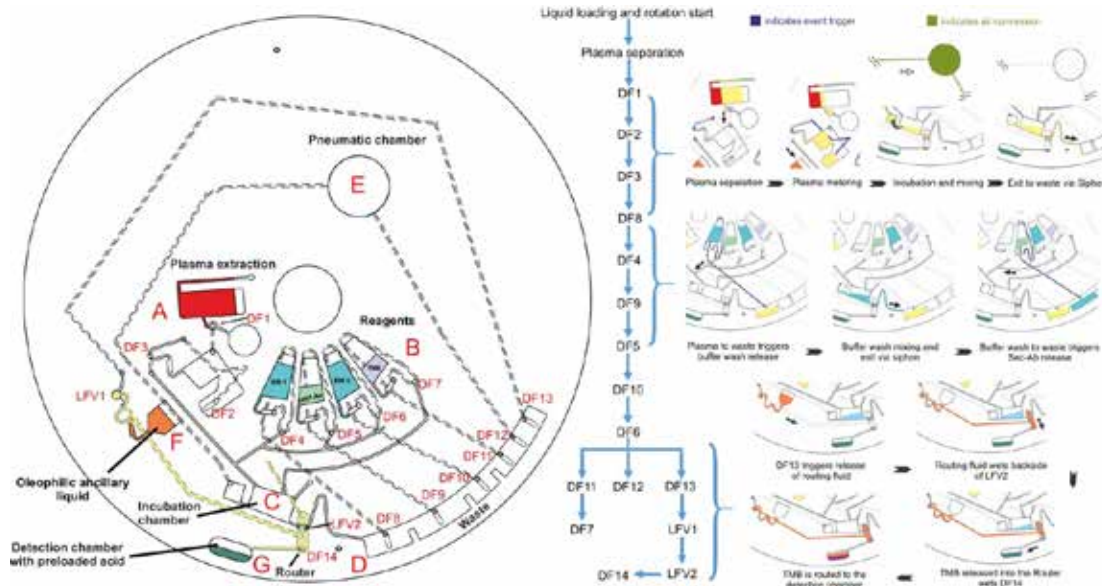 Liquid loading and rotation start
Plasma separation
DF1
DF2
DF3
DF8
DF4
DF9
DF5
DF10
DF6
DF11
DF12
DF13
DF7
LFV1
DF14
LFV2
Pneumatic chamber
E
Plasma extraction
A
DF1
Reagents
B
DF3
DF7
LFV1
DF2
DF13
F
DF4
DF5
DF6
DF12
DF11
DF10
Oleophilic ancillary
liquid
C
DF9
Incubation
chamber
LFV2
DF8
Waste
Detection chamber
with preloaded acid
G
DF14
D
Router
indicates event trigger
Plasma separation
Plasma metering
Incubation and mixing
Exit to waste via Siphon
Plasma to waste triggers
buffer wash release
Buffer wash mixing and
exit via siphon
Buffer wash to waste triggers
Sec-Ab release
DF13 triggers release
of routing fluid
Routing fluid wets backside
of LFV2
TMB is routed to the
TMB released into the Router
wets DF14